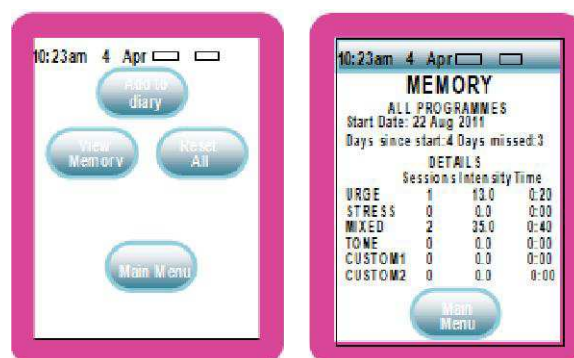 10:23am 4 Apr
Add to
diary
View
Memory
Reset
All
Main Menu
10:23am 4 Apr
MEMORY
ALL PROGRAMMES
Start Date: 22 Aug 2011
Days since start:4 Days missed:3
DETAILS
Sessions Intensity Time
URGE 1 13.0 0:20
STRESS 0 0.0 0:00
MIXED 2 35.0 0:40
TONE 0 0.0 0:00
CUSTOM1 0 0.0 0:00
CUSTOM2 0 0.0 0:00
Main
Menu